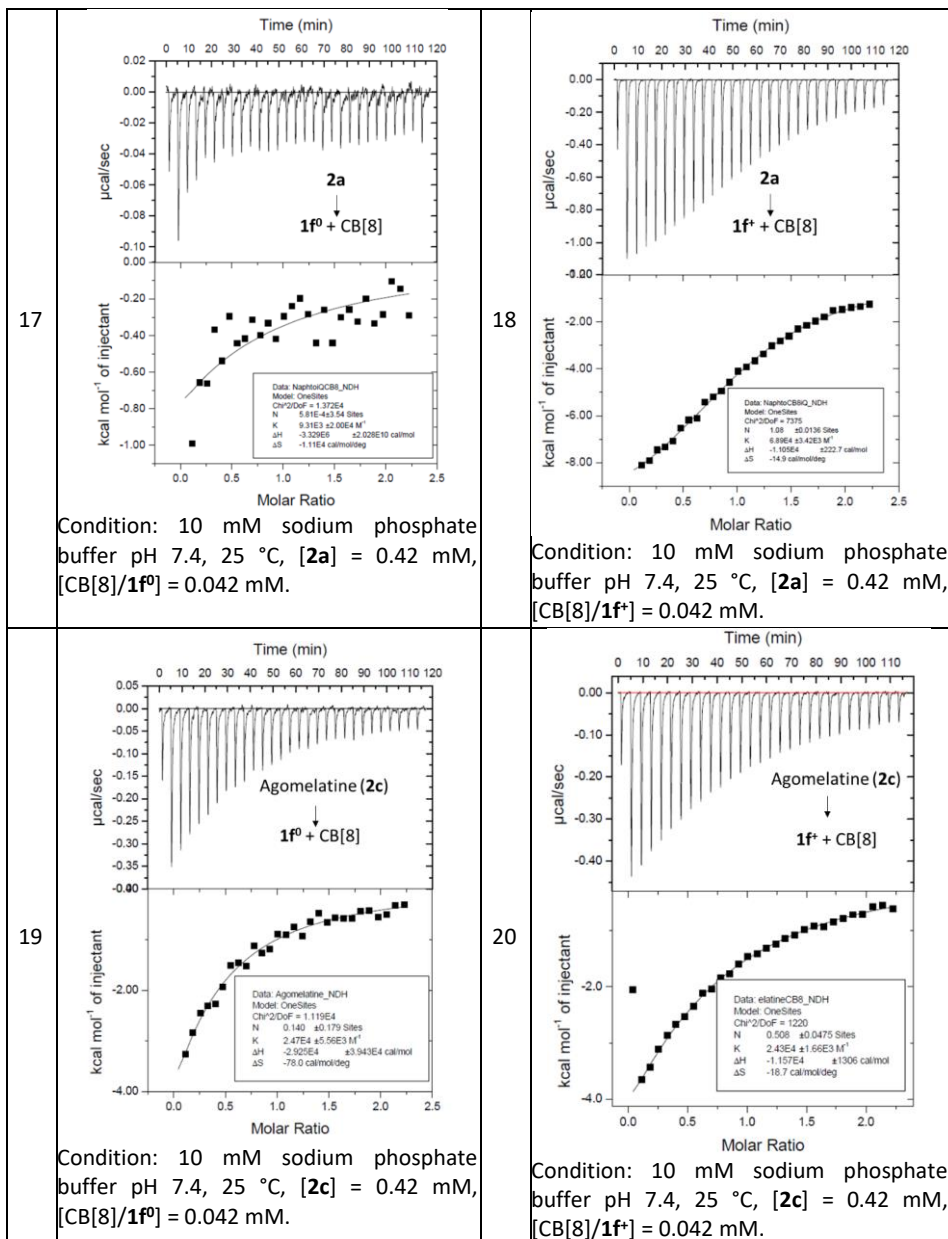 17
Time (min)
0 10 20 30 40 50 60 70 80 90 100 110 120
0.02
0.00
-0.02
-0.04
-0.06
-0.08
-0.10
µcal/sec
2a
↓
1f⁰ + CB[8]
0.00
-0.20
-0.40
-0.60
-0.80
-1.00
kcal mol⁻¹ of injectant
Data: NaphtoiQCB8_NDH
Model: OneSites
Chi^2/DoF = 1.372E4
N 5.81E-4 ±3.54 Sites
K 9.31E3 ±2.00E4 M⁻¹
ΔH -3.329E6 ±2.028E10 cal/mol
ΔS -1.11E4 cal/mol/deg
0.0 0.5 1.0 1.5 2.0 2.5
Molar Ratio
Condition: 10 mM sodium phosphate
buffer pH 7.4, 25 °C, [2a] = 0.42 mM,
[CB[8]/1f⁰] = 0.042 mM.
18
Time (min)
0 10 20 30 40 50 60 70 80 90 100 110 120
0.00
-0.20
-0.40
-0.60
-0.80
-1.00
µcal/sec
2a
↓
1f⁺ + CB[8]
-2.00
-4.00
-6.00
-8.00
kcal mol⁻¹ of injectant
Data: NaphtoCB8iQ_NDH
Model: OneSites
Chi^2/DoF = 7375
N 1.08 ±0.0136 Sites
K 6.89E4 ±3.42E3 M⁻¹
ΔH -1.105E4 ±222.7 cal/mol
ΔS -14.9 cal/mol/deg
0.0 0.5 1.0 1.5 2.0 2.5
Molar Ratio
Condition: 10 mM sodium phosphate
buffer pH 7.4, 25 °C, [2a] = 0.42 mM,
[CB[8]/1f⁺] = 0.042 mM.
19
Time (min)
0 10 20 30 40 50 60 70 80 90 100 110 120
0.05
0.00
-0.05
-0.10
-0.15
-0.20
-0.25
-0.30
-0.35
µcal/sec
Agomelatine (2c)
↓
1f⁰ + CB[8]
-2.00
-4.00
kcal mol⁻¹ of injectant
Data: Agomelatine_NDH
Model: OneSites
Chi^2/DoF = 1.119E4
N 0.140 ±0.179 Sites
K 2.47E4 ±5.56E3 M⁻¹
ΔH -2.925E4 ±3.943E4 cal/mol
ΔS -78.0 cal/mol/deg
0.0 0.5 1.0 1.5 2.0 2.5
Molar Ratio
Condition: 10 mM sodium phosphate
buffer pH 7.4, 25 °C, [2c] = 0.42 mM,
[CB[8]/1f⁰] = 0.042 mM.
20
Time (min)
0 10 20 30 40 50 60 70 80 90 100 110
0.00
-0.10
-0.20
-0.30
-0.40
µcal/sec
Agomelatine (2c)
↓
1f⁺ + CB[8]
-2.0
-4.0
kcal mol⁻¹ of injectant
Data: elatineCB8_NDH
Model: OneSites
Chi^2/DoF = 1220
N 0.508 ±0.0475 Sites
K 2.43E4 ±1.66E3 M⁻¹
ΔH -1.157E4 ±1306 cal/mol
ΔS -18.7 cal/mol/deg
0.0 0.5 1.0 1.5 2.0
Molar Ratio
Condition: 10 mM sodium phosphate
buffer pH 7.4, 25 °C, [2c] = 0.42 mM,
[CB[8]/1f⁺] = 0.042 mM.